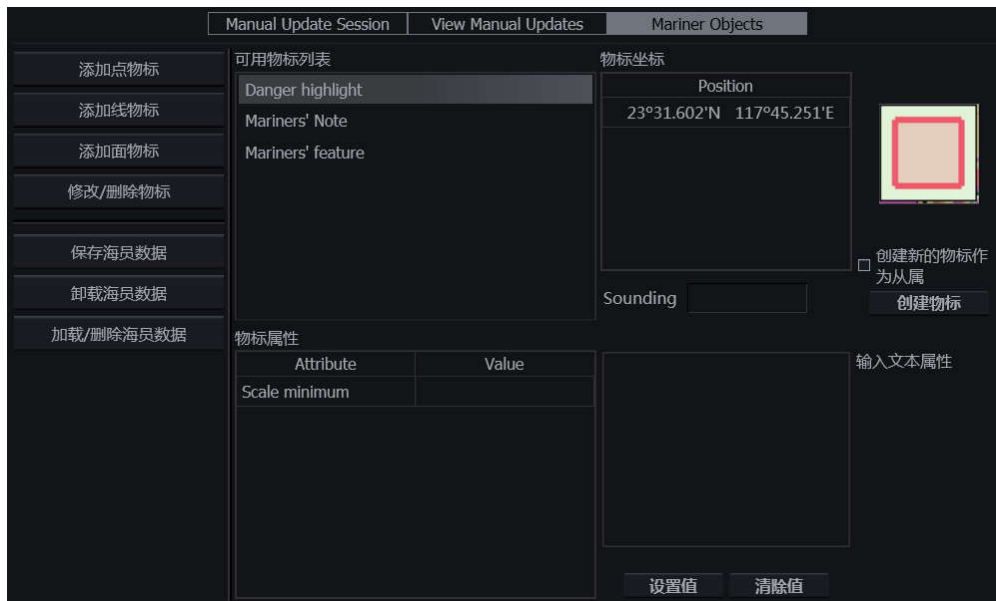 Manual Update Session
View Manual Updates
Mariner Objects
添加点物标
添加线物标
添加面物标
修改/删除物标
保存海员数据
卸载海员数据
加载/删除海员数据
可用物标列表
Danger highlight
Mariners' Note
Mariners' feature
物标坐标
Position
23°31.602'N 117°45.251'E
Sounding
创建新的物标作
为从属
创建物标
物标属性
Attribute Value
Scale minimum
输入文本属性
设置值
清除值